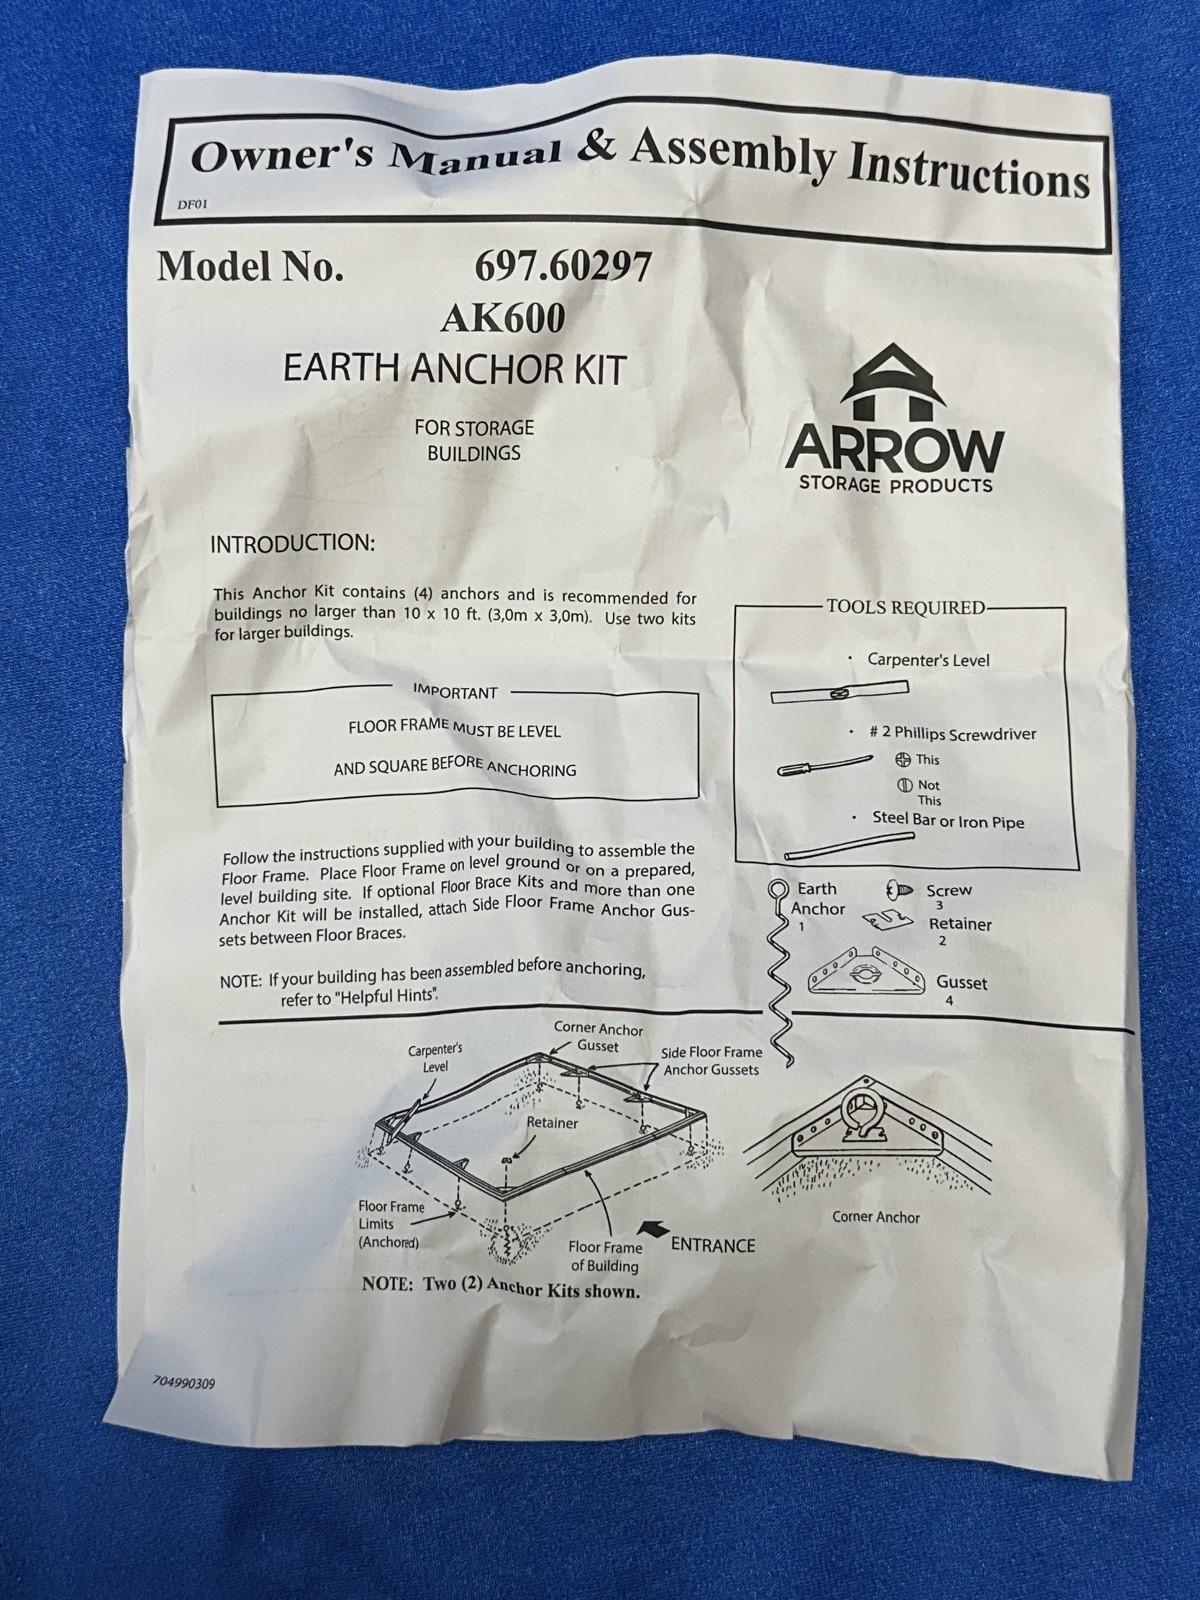 Owner's Manual & Assembly Instructions
DF01
Model No. 697.60297
AK600
EARTH ANCHOR KIT
FOR STORAGE
BUILDINGS
ARROW
STORAGE PRODUCTS
INTRODUCTION:
This Anchor Kit contains (4) anchors and is recommended for
buildings no larger than 10 x 10 ft. (3,0m x 3,0m). Use two kits
for larger buildings.
IMPORTANT
FLOOR FRAME MUST BE LEVEL
AND SQUARE BEFORE ANCHORING
Follow the instructions supplied with your building to assemble the
Floor Frame. Place Floor Frame on level ground or on a prepared,
level building site. If optional Floor Brace Kits and more than one
Anchor Kit will be installed, attach Side Floor Frame Anchor Gus-
sets between Floor Braces.
NOTE: If your building has been assembled before anchoring,
refer to "Helpful Hints".
TOOLS REQUIRED
· Carpenter's Level
· # 2 Phillips Screwdriver
This
Not
This
· Steel Bar or Iron Pipe
Earth
Anchor
1
Screw
3
Retainer
2
Gusset
4
Corner Anchor
Gusset
Carpenter's
Level
Side Floor Frame
Anchor Gussets
Retainer
Floor Frame
Limits
(Anchored)
Floor Frame
of Building
ENTRANCE
Corner Anchor
NOTE: Two (2) Anchor Kits shown.
704990309